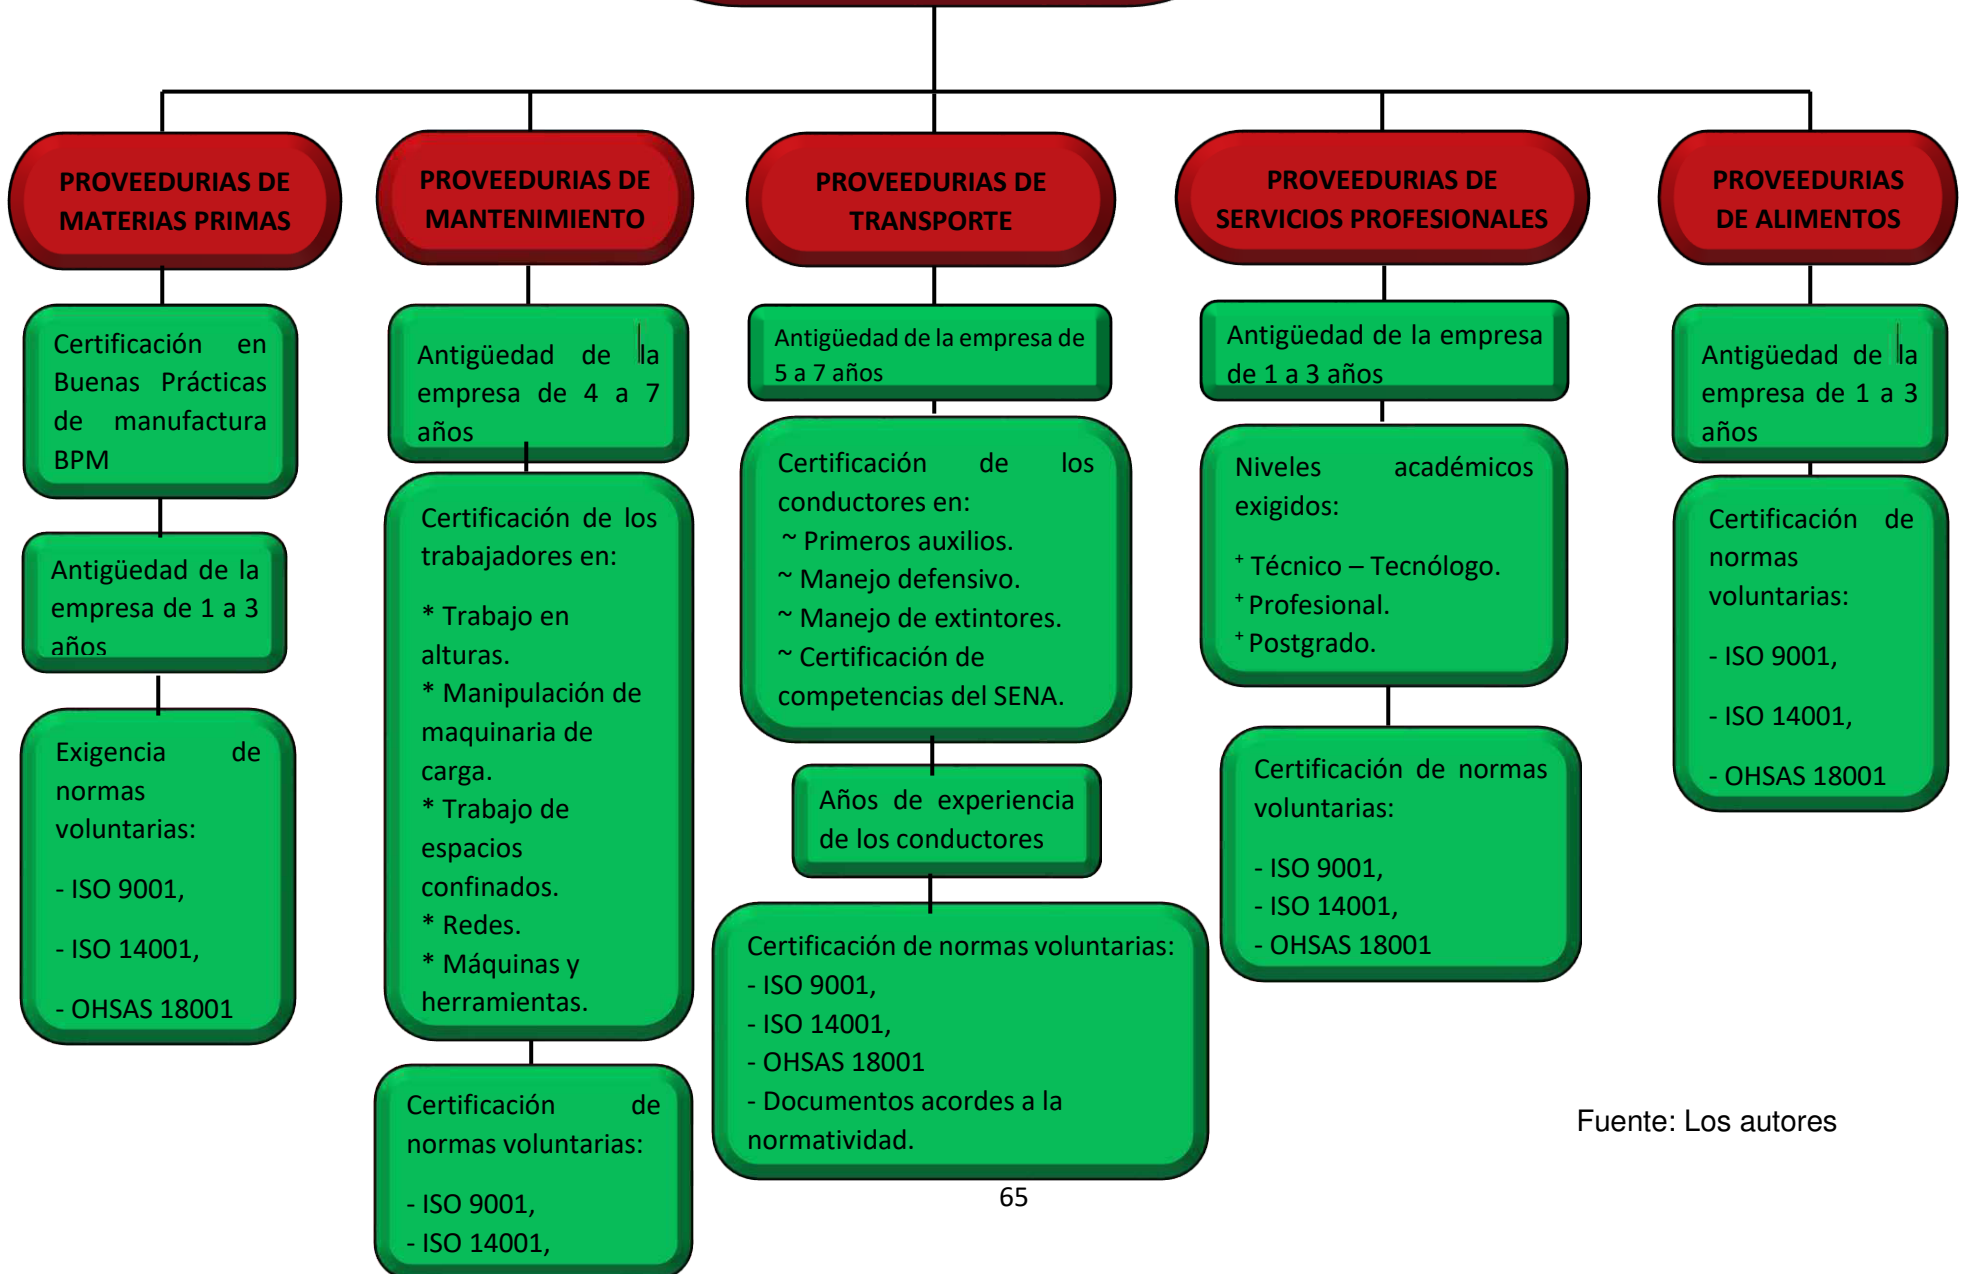 PROVEEDURIAS DE
MATERIAS PRIMAS
Certificación en
Buenas Prácticas
de manufactura
BPM
Antigüedad de la
empresa de 1 a 3
años
Exigencia de
normas
voluntarias:
- ISO 9001,
- ISO 14001,
- OHSAS 18001
PROVEEDURIAS DE
MANTENIMIENTO
Antigüedad de la
empresa de 4 a 7
años
Certificación de los
trabajadores en:
* Trabajo en
alturas.
* Manipulación de
maquinaria de
carga.
* Trabajo de
espacios
confinados.
* Redes.
* Máquinas y
herramientas.
Certificación de
normas voluntarias:
- ISO 9001,
- ISO 14001,
PROVEEDURIAS DE
TRANSPORTE
Antigüedad de la empresa de
5 a 7 años
Certificación de los
conductores en:
~ Primeros auxilios.
~ Manejo defensivo.
~ Manejo de extintores.
~ Certificación de
competencias del SENA.
Años de experiencia
de los conductores
Certificación de normas voluntarias:
- ISO 9001,
- ISO 14001,
- OHSAS 18001
- Documentos acordes a la
normatividad.
PROVEEDURIAS DE
SERVICIOS PROFESIONALES
Antigüedad de la empresa
de 1 a 3 años
Niveles académicos
exigidos:
+ Técnico – Tecnólogo.
+ Profesional.
+ Postgrado.
Certificación de normas
voluntarias:
- ISO 9001,
- ISO 14001,
- OHSAS 18001
PROVEEDURIAS
DE ALIMENTOS
Antigüedad de la
empresa de 1 a 3
años
Certificación de
normas
voluntarias:
- ISO 9001,
- ISO 14001,
- OHSAS 18001
Fuente: Los autores
65